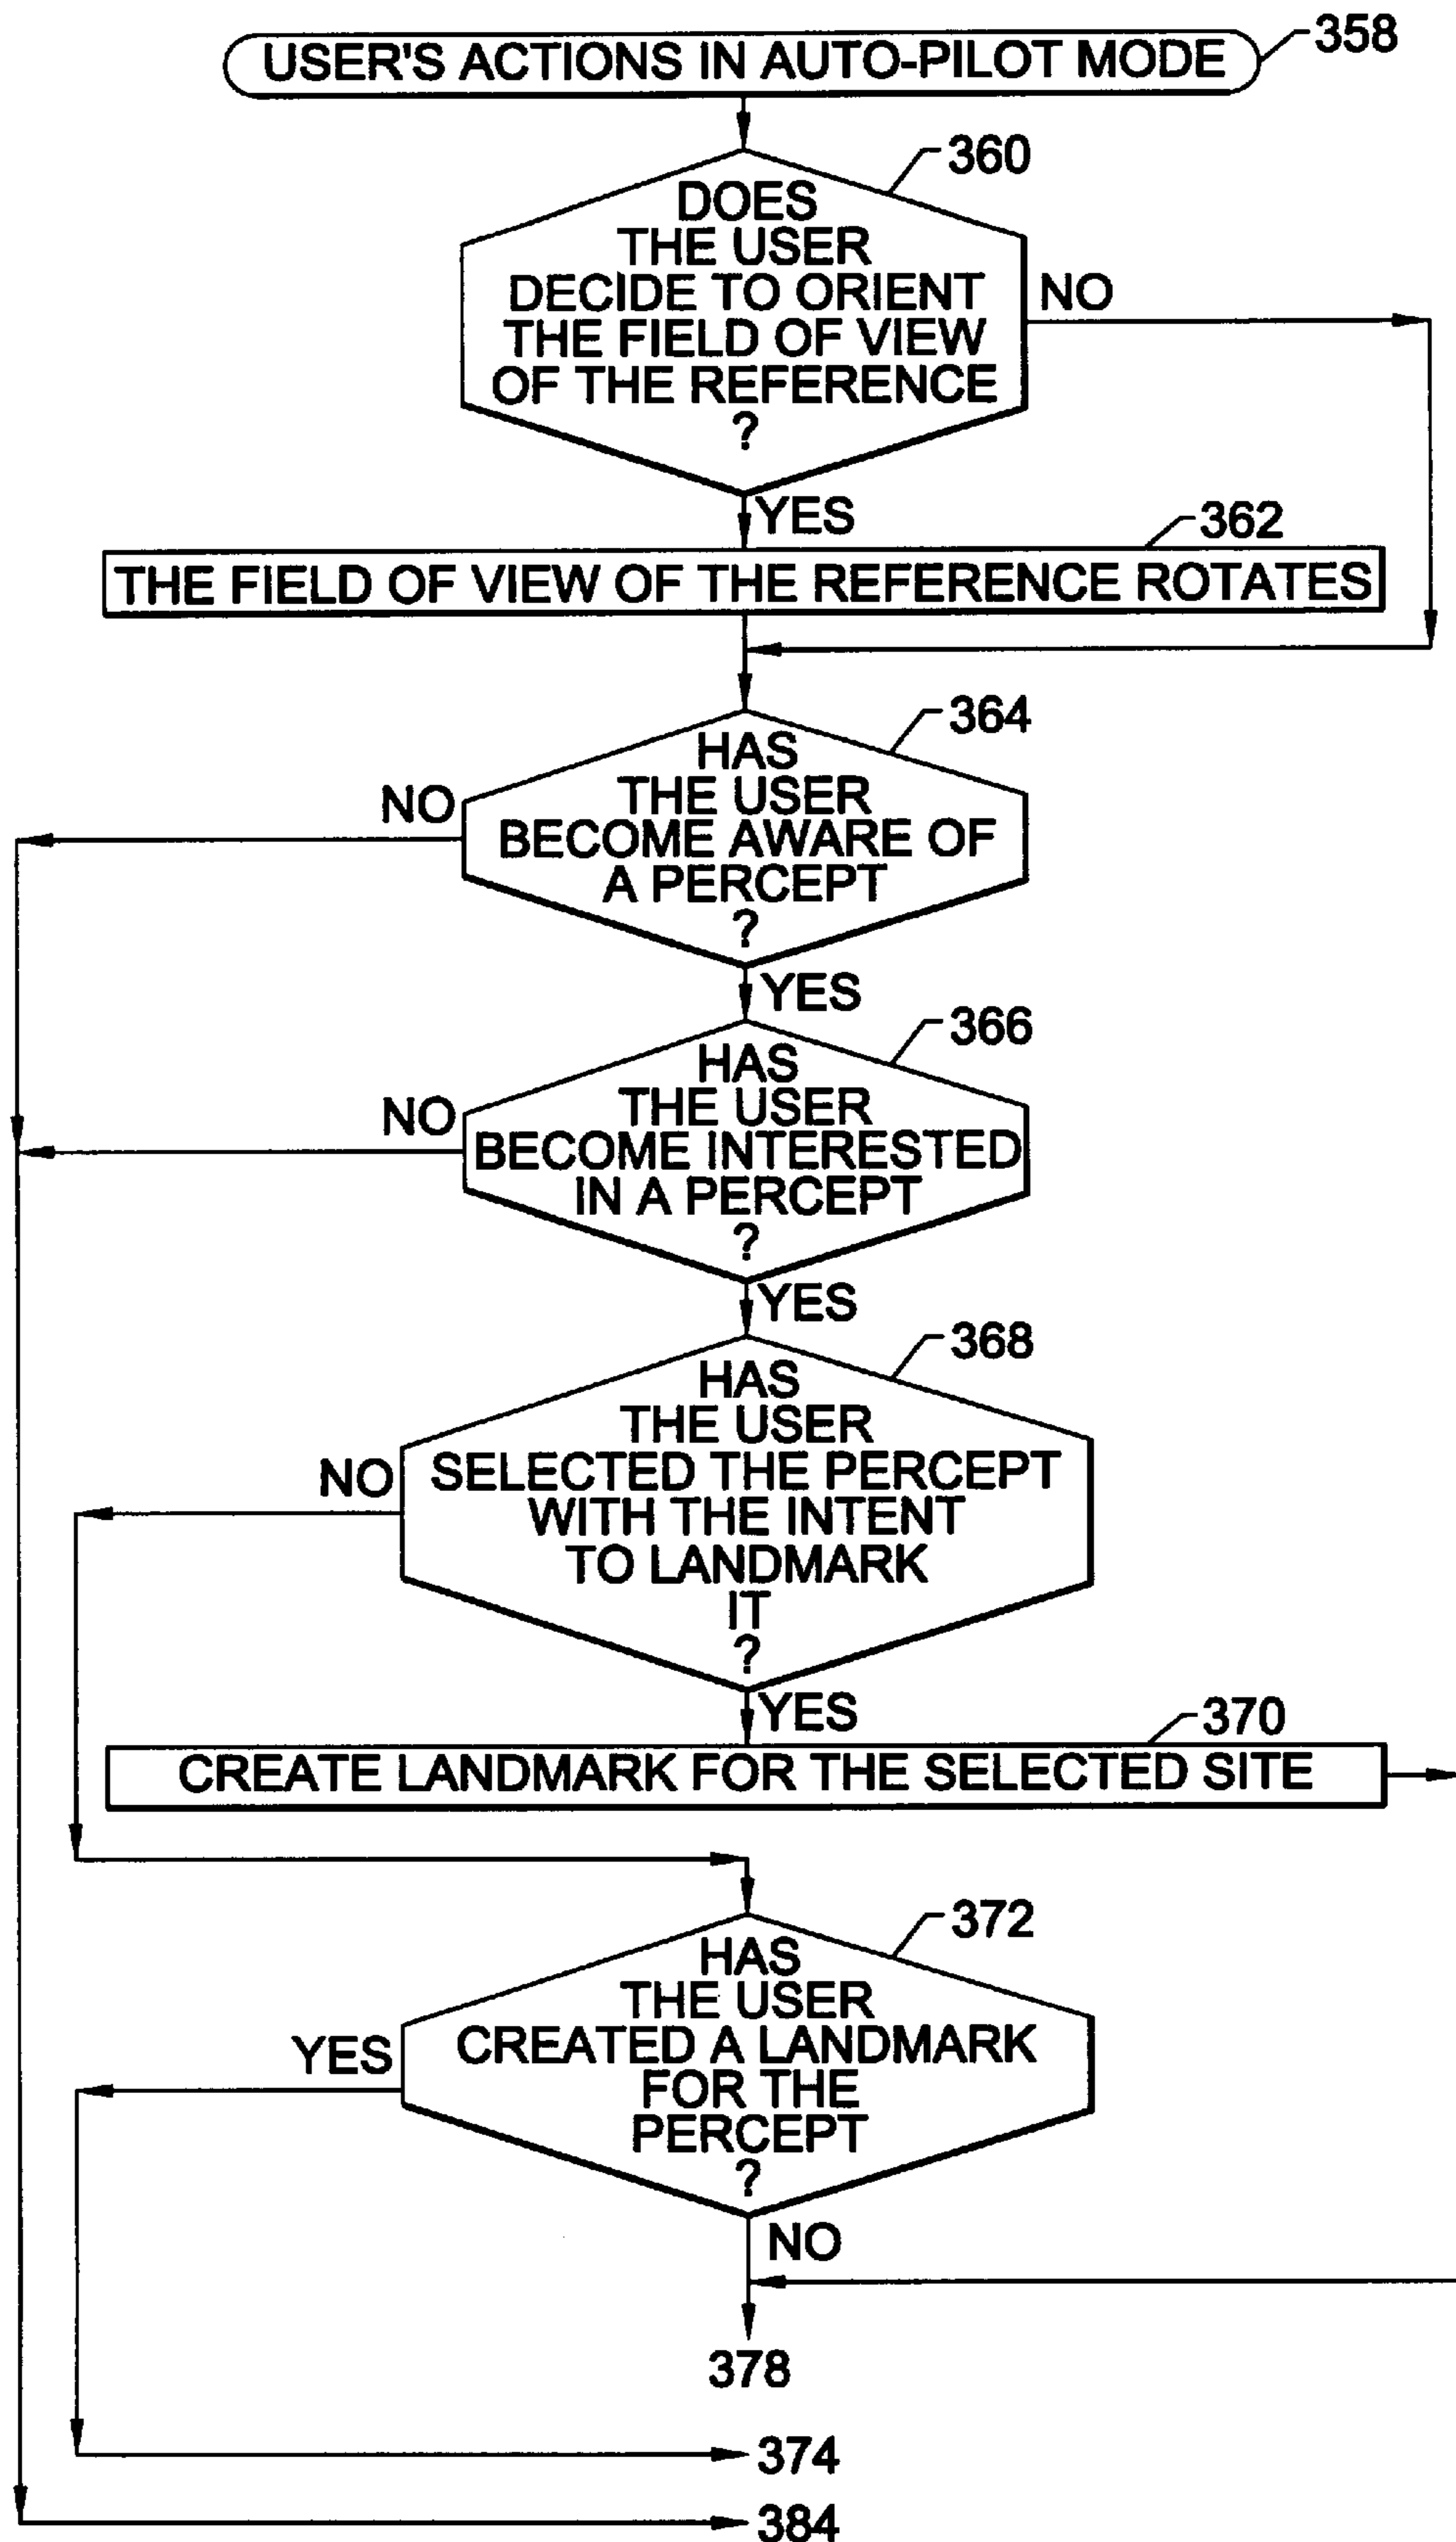 USER'S ACTIONS IN AUTO-PILOT MODE
358
360
DOES
THE USER
DECIDE TO ORIENT
THE FIELD OF VIEW
OF THE REFERENCE
?
NO
YES
362
THE FIELD OF VIEW OF THE REFERENCE ROTATES
364
HAS
THE USER
BECOME AWARE OF
A PERCEPT
?
NO
YES
366
HAS
THE USER
BECOME INTERESTED
IN A PERCEPT
?
NO
YES
368
HAS
THE USER
SELECTED THE PERCEPT
WITH THE INTENT
TO LANDMARK
IT
?
NO
YES
370
CREATE LANDMARK FOR THE SELECTED SITE
372
HAS
THE USER
CREATED A LANDMARK
FOR THE
PERCEPT
?
YES
NO
378
374
384